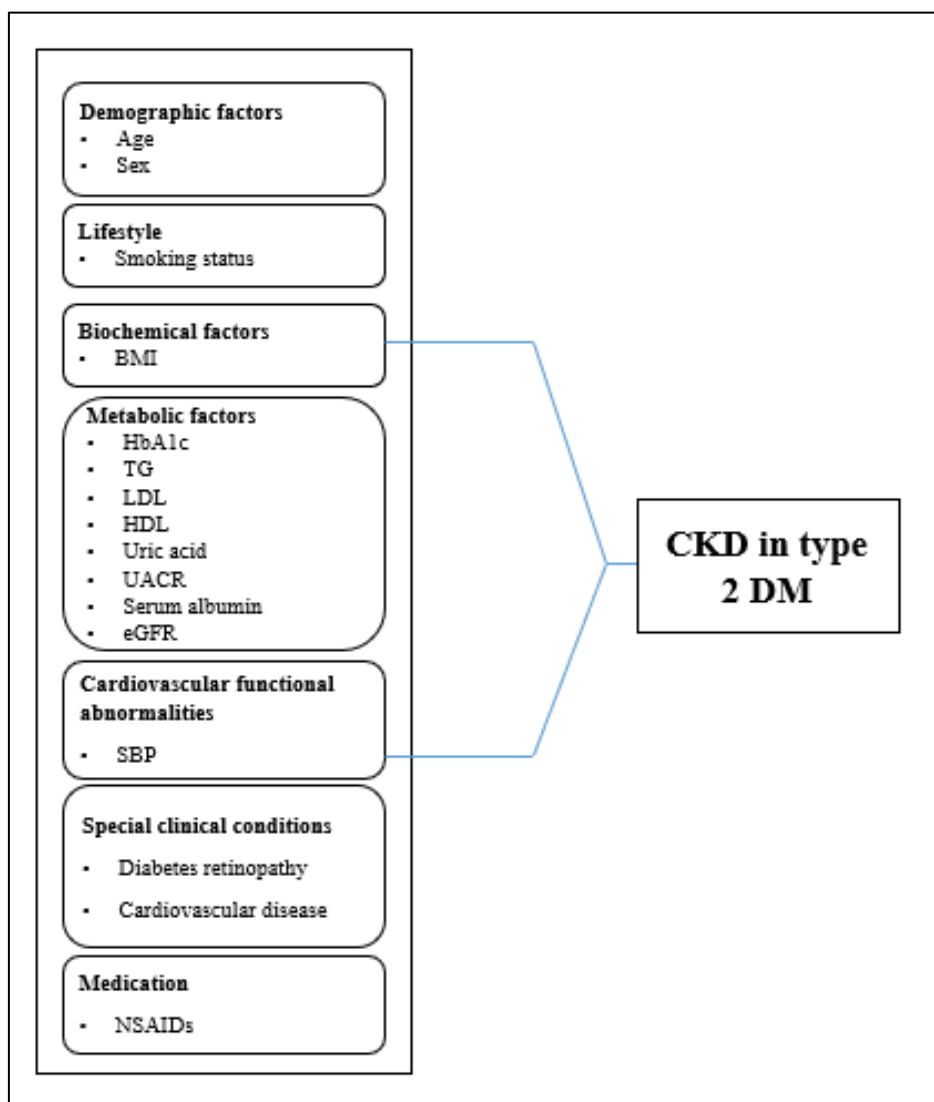 Demographic factors
▪ Age
▪ Sex
Lifestyle
▪ Smoking status
Biochemical factors
▪ BMI
Metabolic factors
▪ HbA1c
▪ TG
▪ LDL
▪ HDL
▪ Uric acid
▪ UACR
▪ Serum albumin
▪ eGFR
Cardiovascular functional
abnormalities
▪ SBP
Special clinical conditions
▪ Diabetes retinopathy
▪ Cardiovascular disease
Medication
▪ NSAIDs
CKD in type
2 DM